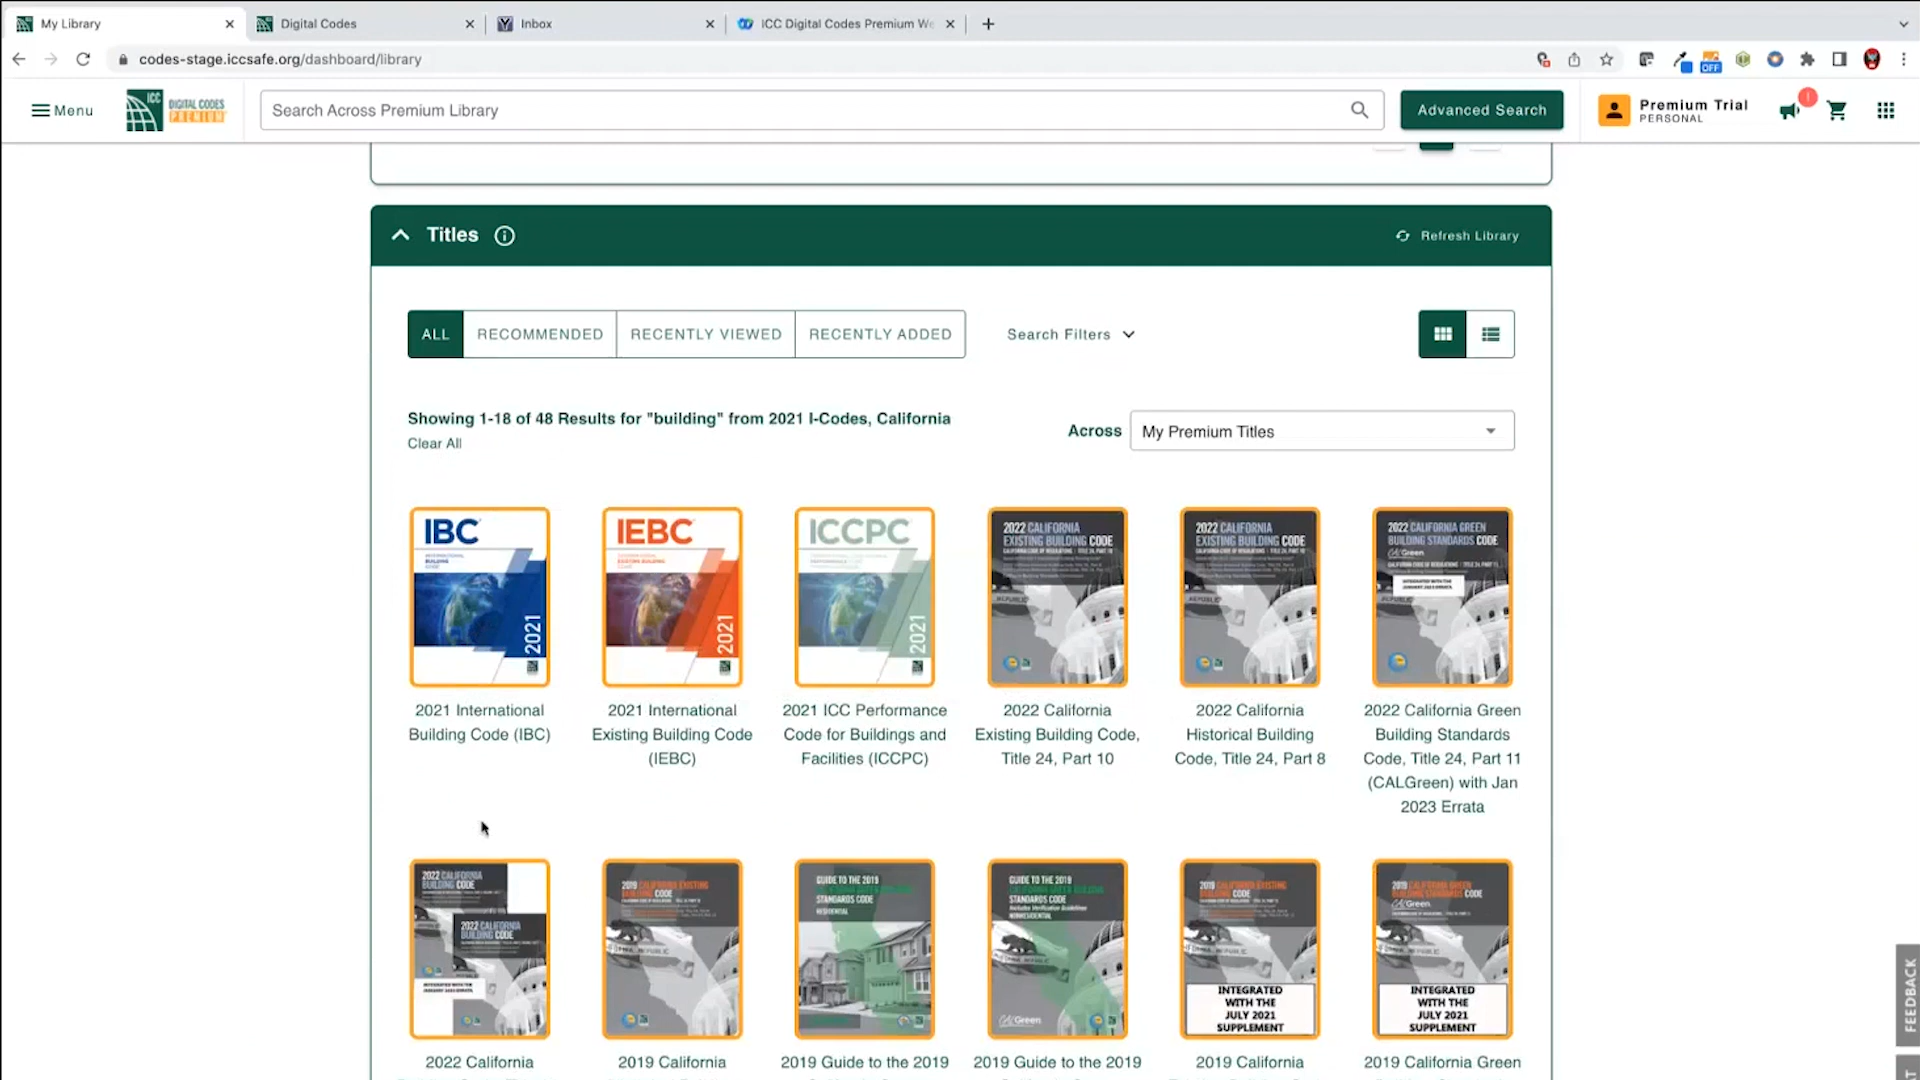 My Library
Digital Codes
Inbox
ICC Digital Codes Premium We
codes-stage.iccsafe.org/dashboard/library
OFF
Menu
ICC
DIGITAL CODES
PREMIUM
Search Across Premium Library
Advanced Search
Premium Trial
PERSONAL
Titles
Refresh Library
ALL
RECOMMENDED
RECENTLY VIEWED
RECENTLY ADDED
Search Filters
Showing 1-18 of 48 Results for "building" from 2021 I-Codes, California
Clear All
Across
My Premium Titles
IBC
INTERNATIONAL
BUILDING
CODE
2021
IEBC
EXISTING BUILDING
CODE
2021
ICCPC
2021
2022 CALIFORNIA
EXISTING BUILDING CODE
CALIFORNIA CODE OF REGULATIONS - TITLE 24, PART 10
2022 CALIFORNIA
EXISTING BUILDING CODE
CALIFORNIA CODE OF REGULATIONS - TITLE 24, PART 10
2022 CALIFORNIA GREEN
BUILDING STANDARDS CODE
CALGreen
CALIFORNIA CODE OF REGULATIONS - TITLE 24, PART 11
INTEGRATED WITH THE
JANUARY 2023 ERRATA
2021 International
Building Code (IBC)
2021 International
Existing Building Code
(IEBC)
2021 ICC Performance
Code for Buildings and
Facilities (ICCPC)
2022 California
Existing Building Code,
Title 24, Part 10
2022 California
Historical Building
Code, Title 24, Part 8
2022 California Green
Building Standards
Code, Title 24, Part 11
(CALGreen) with Jan
2023 Errata
2022 CALIFORNIA
BUILDING CODE
2022 CALIFORNIA
BUILDING CODE
INTEGRATED WITH THE
JANUARY 2023 ERRATA
2019 CALIFORNIA EXISTING
BUILDING CODE
GUIDE TO THE 2019
CALIFORNIA GREEN BUILDING
STANDARDS CODE
RESIDENTIAL
GUIDE TO THE 2019
CALIFORNIA GREEN BUILDING
STANDARDS CODE
Includes Verification Guidelines
NONRESIDENTIAL
CALGreen
2019 CALIFORNIA EXISTING
BUILDING CODE
INTEGRATED
WITH THE
JULY 2021
SUPPLEMENT
2019 CALIFORNIA GREEN
BUILDING STANDARDS CODE
CALGreen
INTEGRATED
WITH THE
JULY 2021
SUPPLEMENT
2022 California
2019 California
2019 Guide to the 2019
2019 Guide to the 2019
2019 California
2019 California Green
FEEDBACK